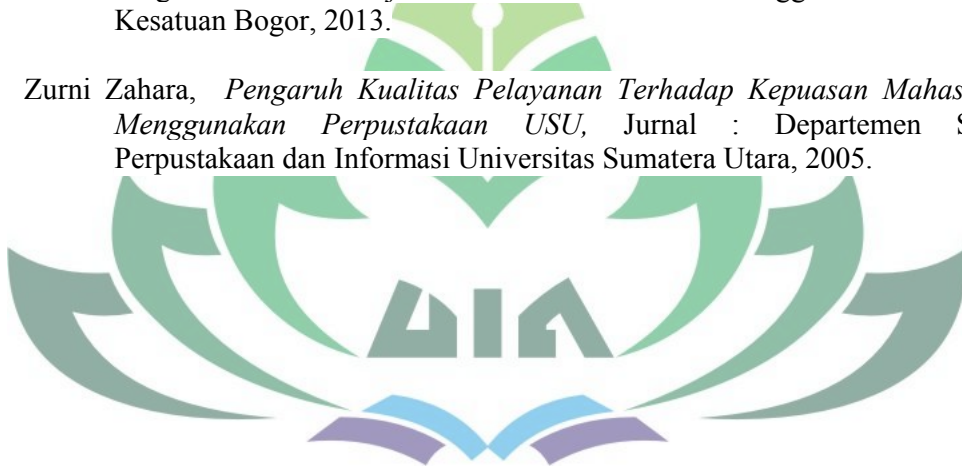 Kesatuan Bogor, 2013.
Zurni Zahara, Pengaruh Kualitas Pelayanan Terhadap Kepuasan Mahas
Menggunakan Perpustakaan USU, Jurnal : Departemen S
Perpustakaan dan Informasi Universitas Sumatera Utara, 2005.
UIN